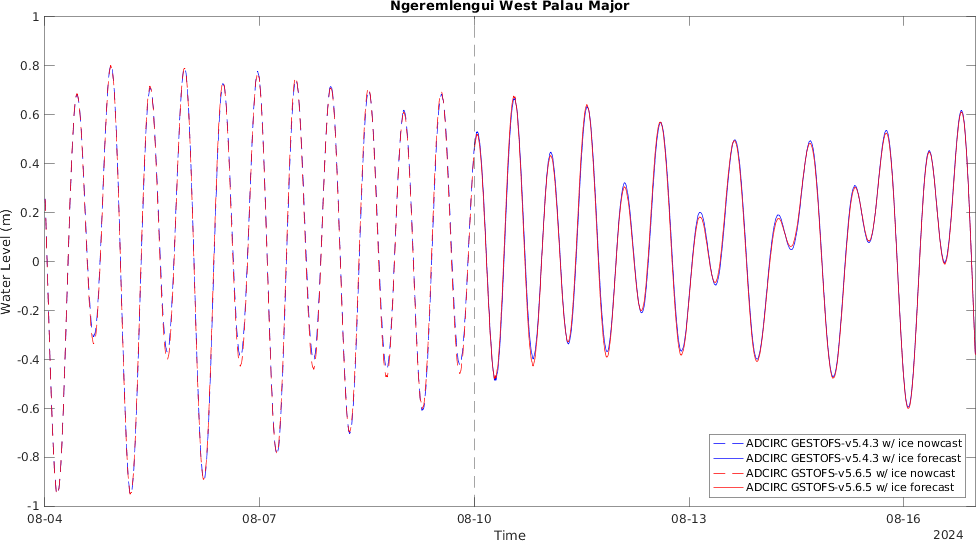 Ngeremlengui West Palau Major
1
0.8
0.6
0.4
0.2
0
-0.2
-0.4
-0.6
-0.8
-1
Water Level (m)
ADCIRC GESTOFS-v5.4.3 w/ ice nowcast
ADCIRC GESTOFS-v5.4.3 w/ ice forecast
ADCIRC GSTOFS-v5.6.5 w/ ice nowcast
ADCIRC GSTOFS-v5.6.5 w/ ice forecast
08-04 08-07 08-10 08-13 08-16
Time
2024